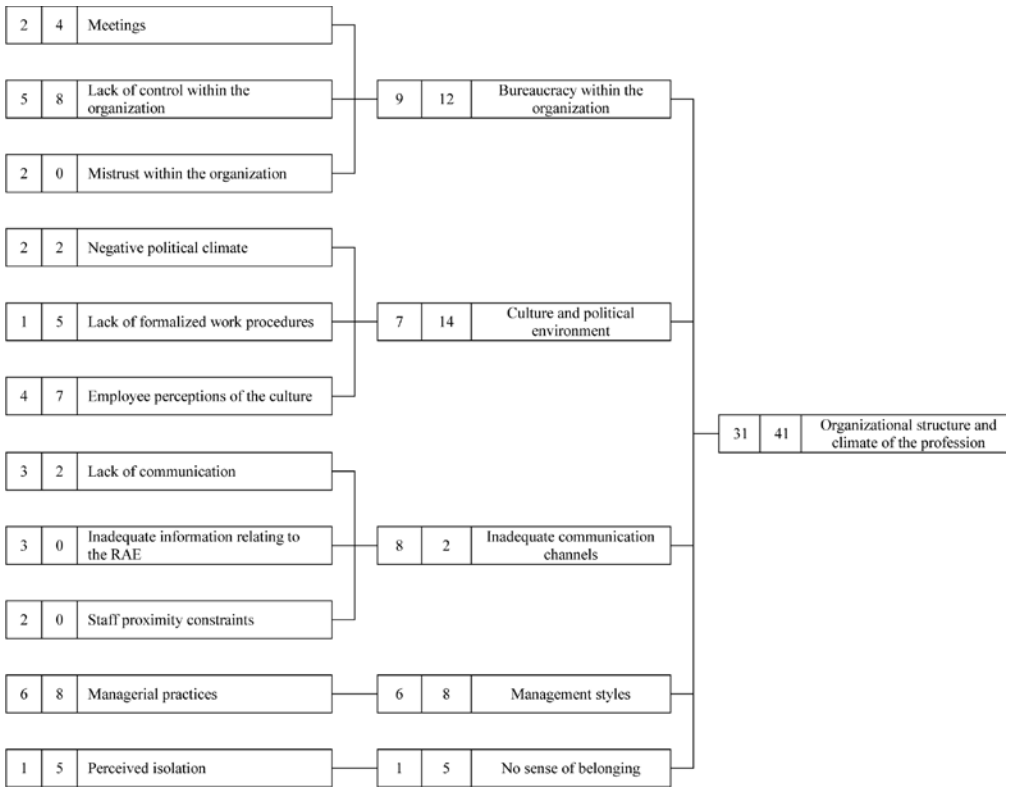 2 4 Meetings
5 8 Lack of control within the
organization
9 12 Bureaucracy within the
organization
2 0 Mistrust within the organization
2 2 Negative political climate
1 5 Lack of formalized work procedures
7 14 Culture and political
environment
4 7 Employee perceptions of the culture
31 41 Organizational structure and
climate of the profession
3 2 Lack of communication
3 0 Inadequate information relating to
the RAE
8 2 Inadequate communication
channels
2 0 Staff proximity constraints
6 8 Managerial practices
6 8 Management styles
1 5 Perceived isolation
1 5 No sense of belonging